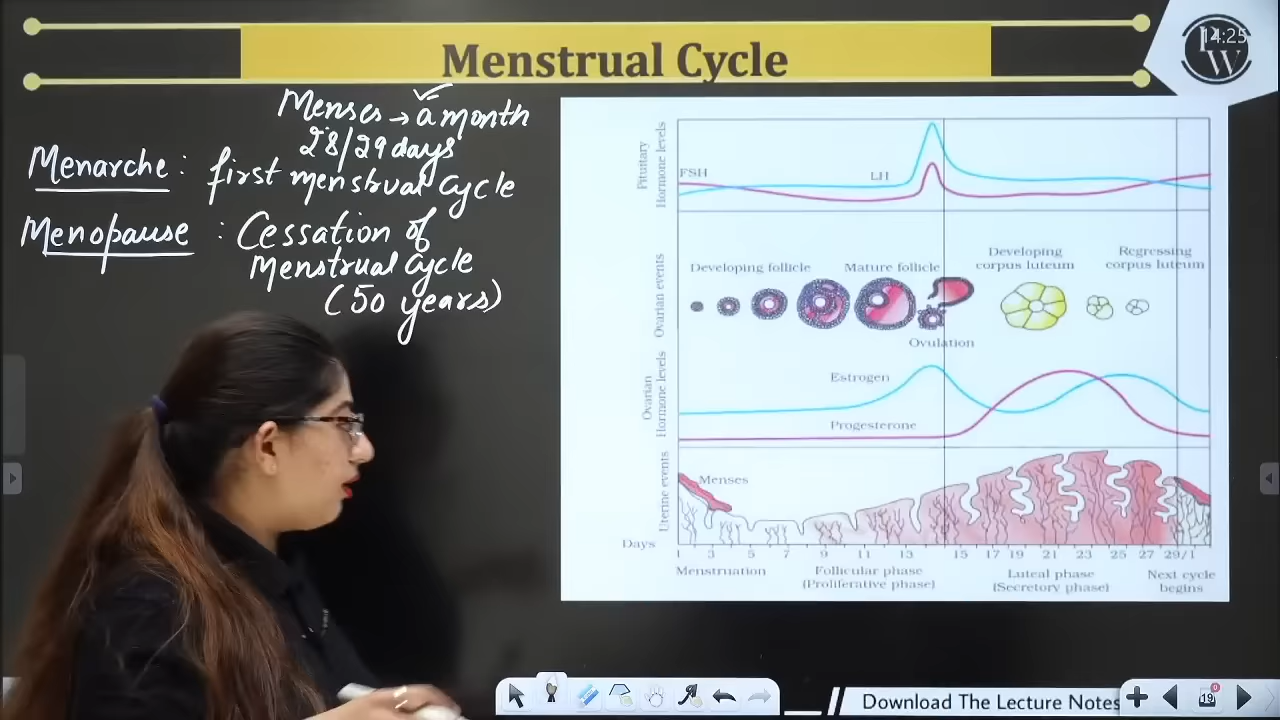 Menstrual Cycle
14:25
PW
Menses → a month
28/29 days
Menarche : first menstrual Cycle
Menopause : Cessation of
Menstrual Cycle
(50 years)
Pituitary
Hormone levels
FSH
LH
Ovarian events
Developing follicle
Mature follicle
Developing
corpus luteum
Regressing
corpus luteum
Ovulation
Ovarian
Hormone levels
Estrogen
Progesterone
Uterine events
Menses
Days
1 3 5 7 9 11 13 15 17 19 21 23 25 27 29/1
Menstruation
Follicular phase
(Proliferative phase)
Luteal phase
(Secretory phase)
Next cycle
begins
Download The Lecture Notes
19